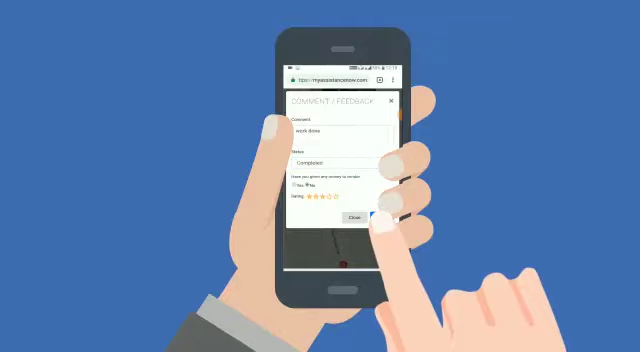 ttps://myassistancenow.com
COMMENT / FEEDBACK ×
Comment
work done
Status
Completed
Have you given any money to vendor
Yes No
Rating
Close